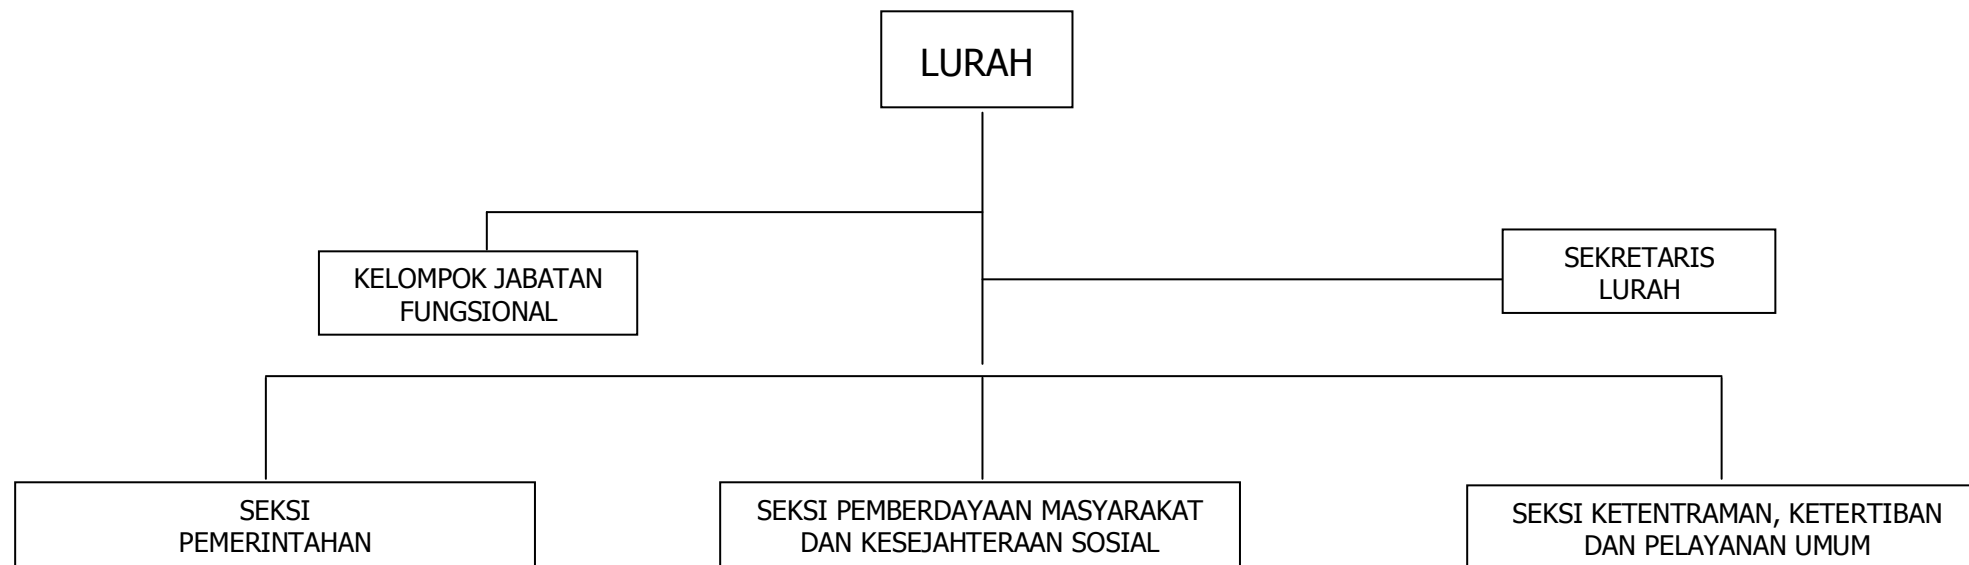 LURAH
KELOMPOK JABATAN
FUNGSIONAL
SEKRETARIS
LURAH
SEKSI
PEMERINTAHAN
SEKSI PEMBERDAYAAN MASYARAKAT
DAN KESEJAHTERAAN SOSIAL
SEKSI KETENTRAMAN, KETERTIBAN
DAN PELAYANAN UMUM